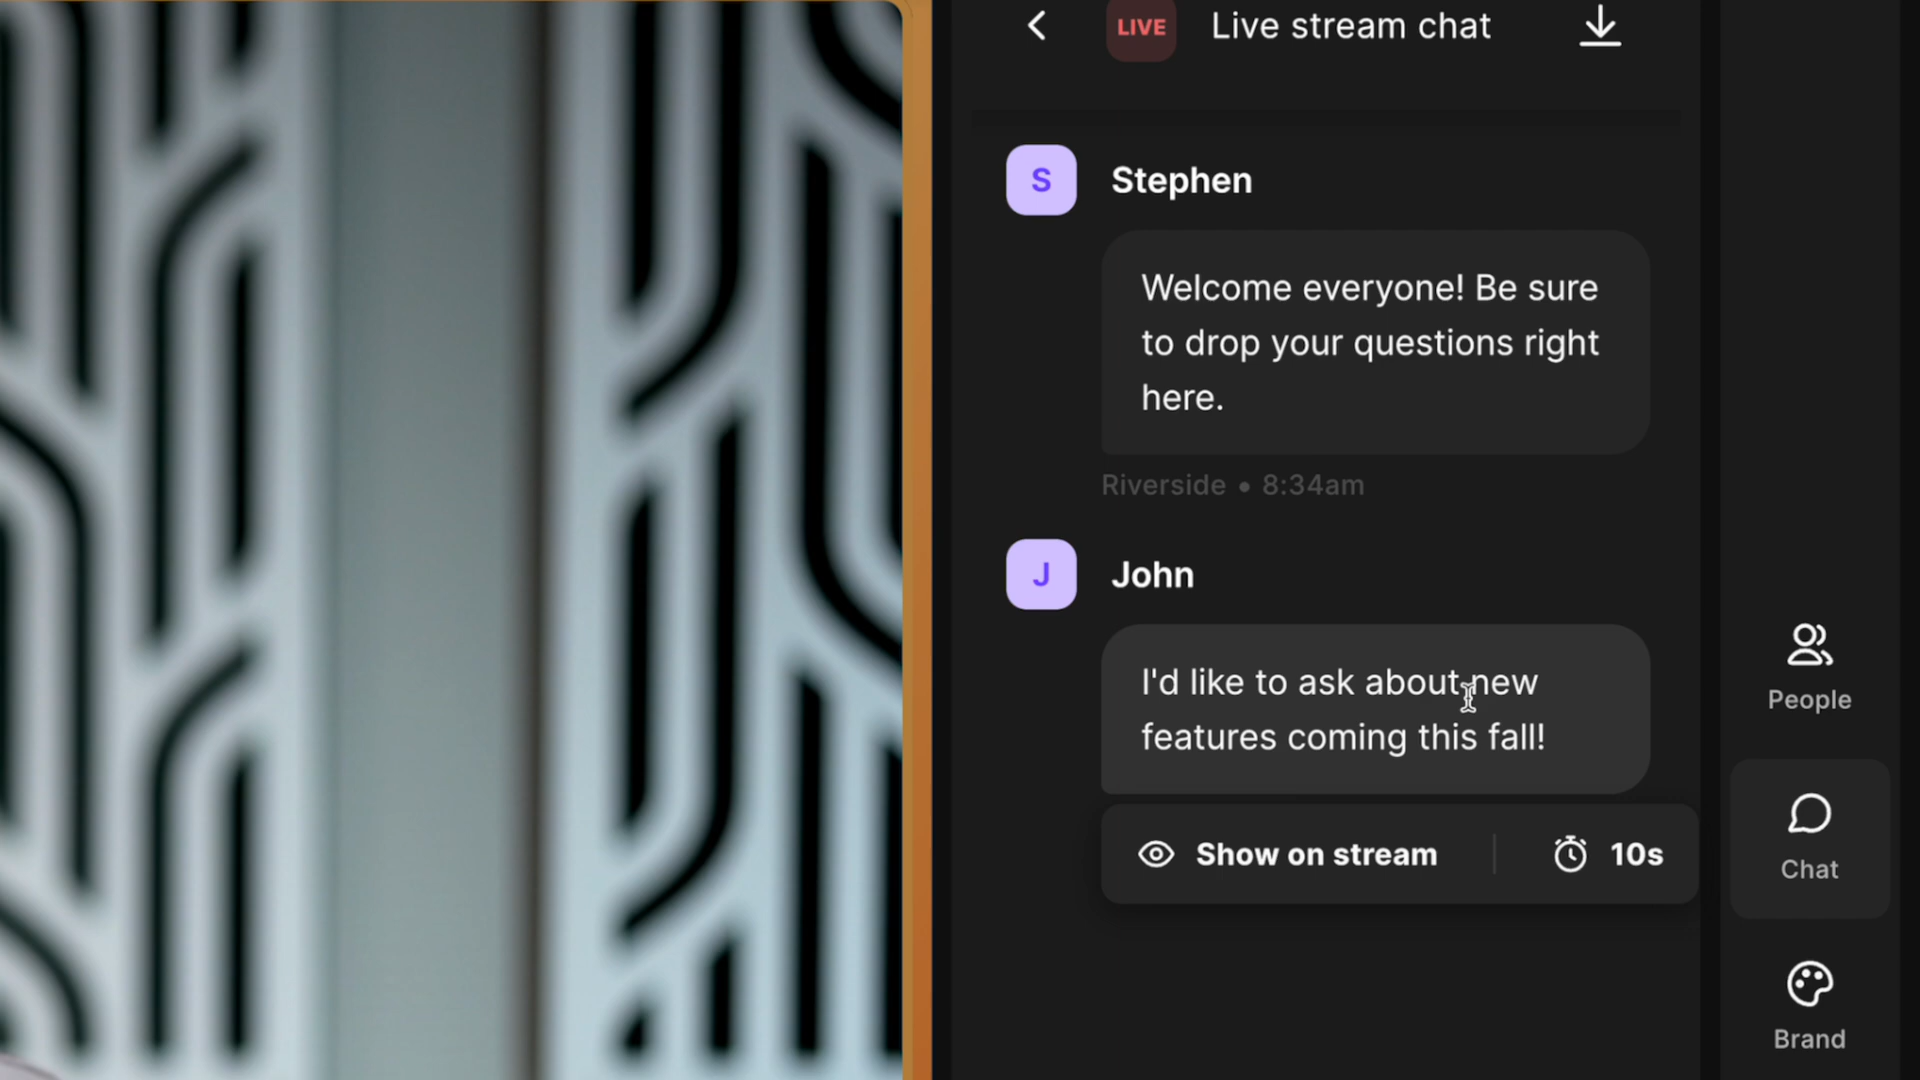 LIVE Live stream chat
S Stephen
Welcome everyone! Be sure
to drop your questions right
here.
Riverside • 8:34am
J John
I'd like to ask about new
features coming this fall!
Show on stream 10s
People
Chat
Brand